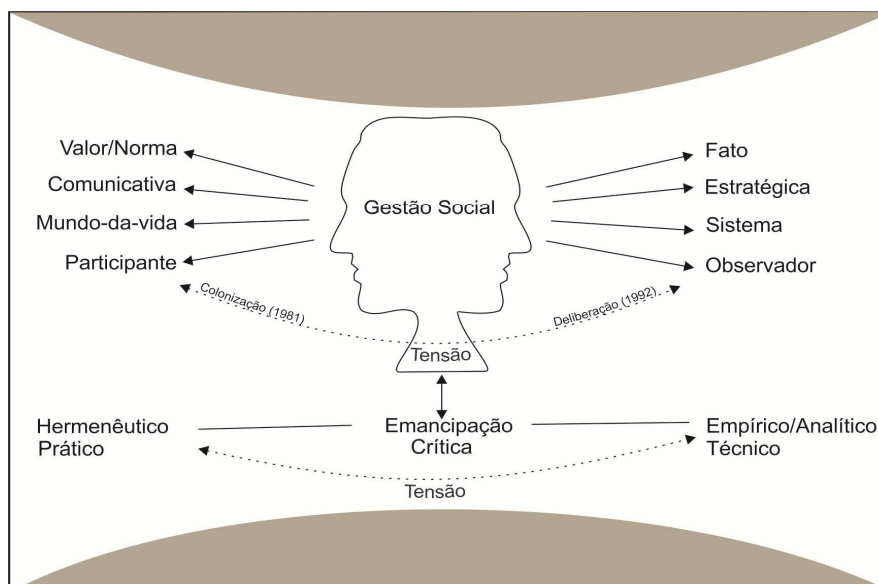 Valor/Norma
Comunicativa
Mundo-da-vida
Participante
Gestão Social
Fato
Estratégica
Sistema
Observador
Colonização (1981)
Deliberação (1992)
Tensão
Hermenêutico
Prático
Emancipação
Crítica
Empírico/Analítico
Técnico
Tensão